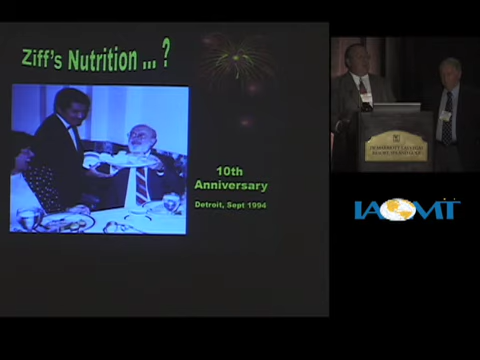 Ziff's Nutrition ... ?
10th
Anniversary
Detroit, Sept 1994
IAOMT